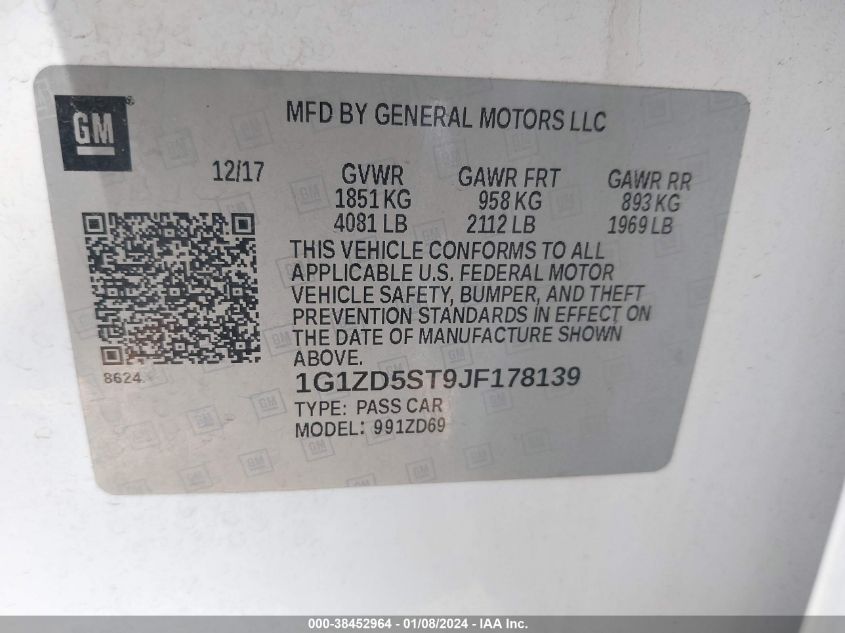 GM
MFD BY GENERAL MOTORS LLC
12/17 GVWR GAWR FRT GAWR RR
1851 KG 958 KG 893 KG
4081 LB 2112 LB 1969 LB
THIS VEHICLE CONFORMS TO ALL
APPLICABLE U.S. FEDERAL MOTOR
VEHICLE SAFETY, BUMPER, AND THEFT
PREVENTION STANDARDS IN EFFECT ON
THE DATE OF MANUFACTURE SHOWN
ABOVE.
8624
1G1ZD5ST9JF178139
TYPE: PASS CAR
MODEL: 991ZD69
000-38452964 - 01/08/2024 - IAA Inc.